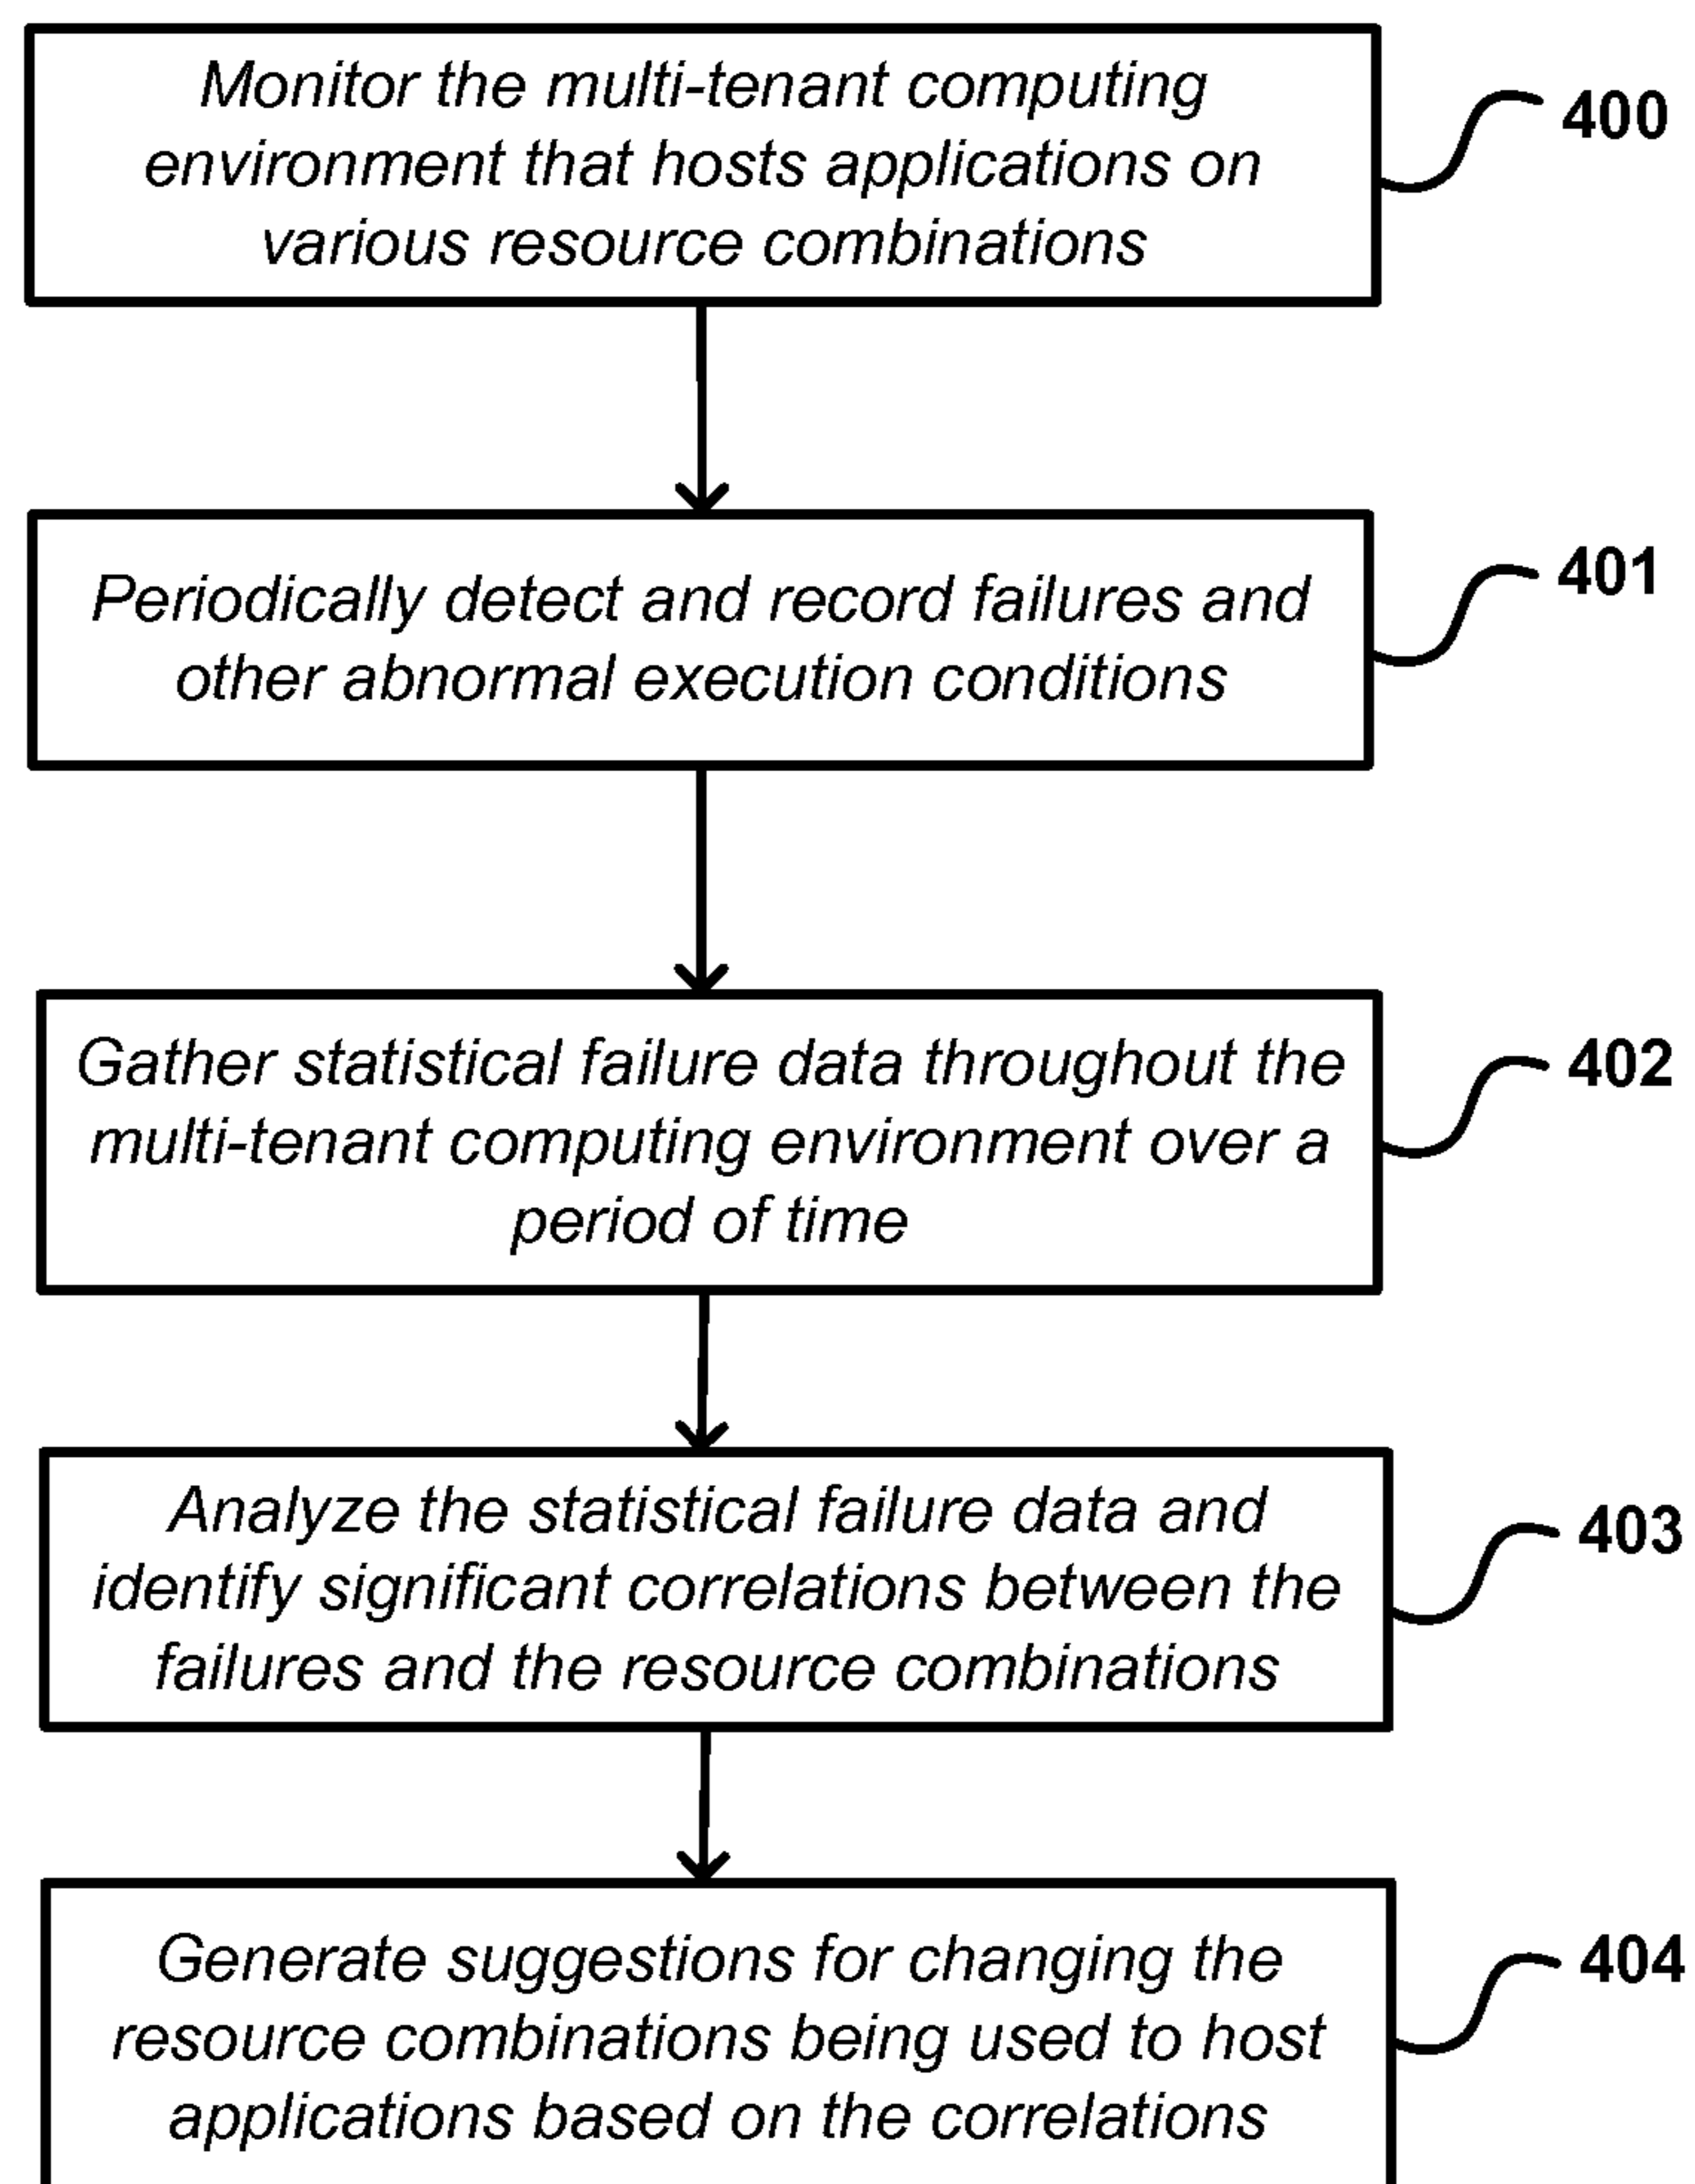 Monitor the multi-tenant computing
environment that hosts applications on
various resource combinations
400
Periodically detect and record failures and
other abnormal execution conditions
401
Gather statistical failure data throughout the
multi-tenant computing environment over a
period of time
402
Analyze the statistical failure data and
identify significant correlations between the
failures and the resource combinations
403
Generate suggestions for changing the
resource combinations being used to host
applications based on the correlations
404